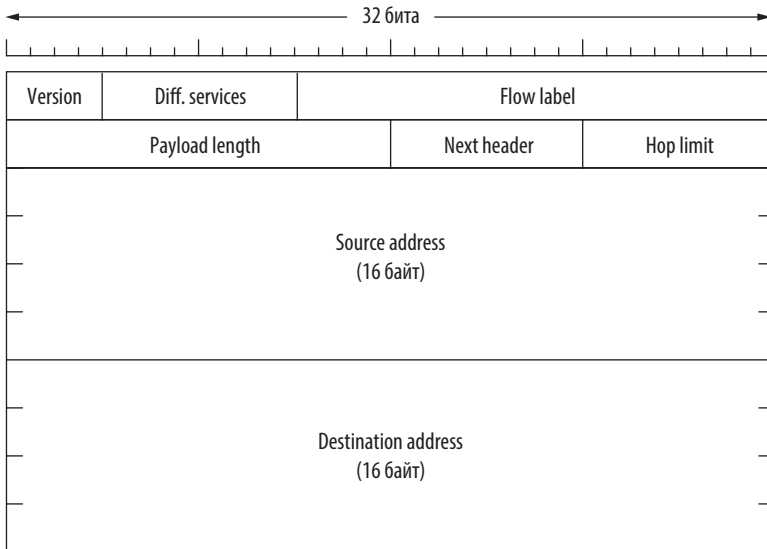 32 бита
Version Diff. services Flow label
Payload length Next header Hop limit
Source address
(16 байт)
Destination address
(16 байт)